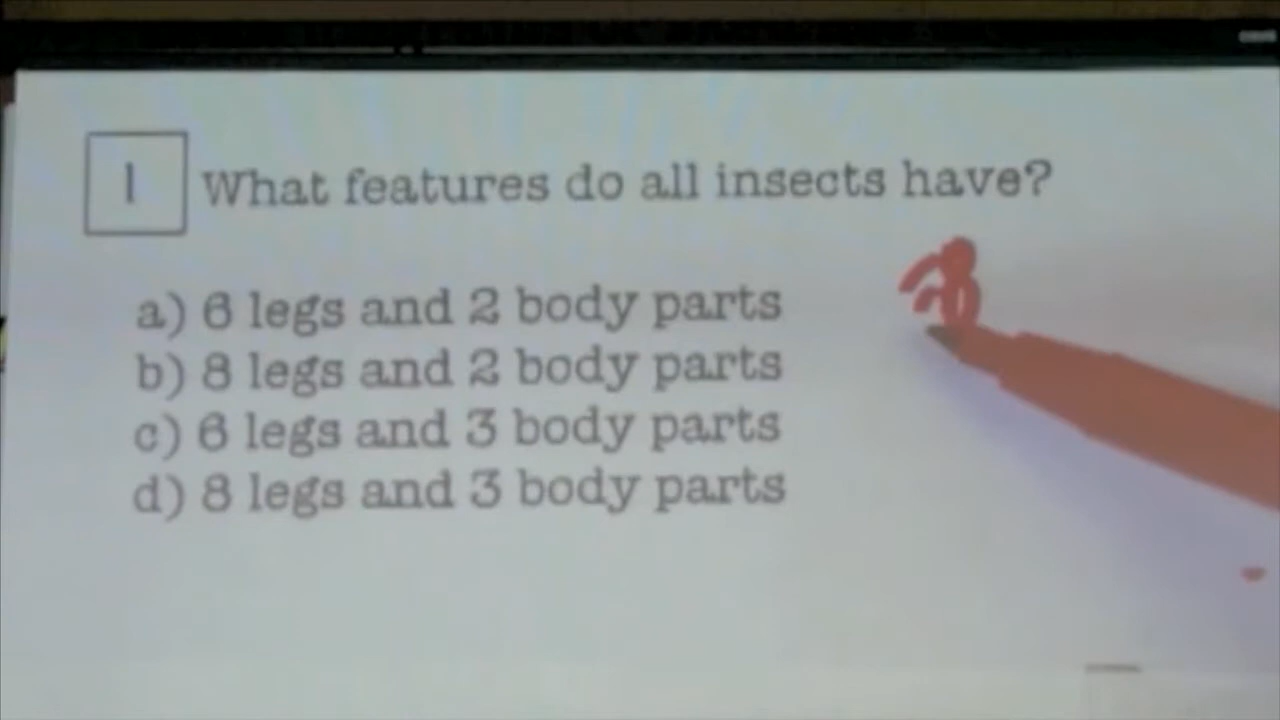 1 What features do all insects have?
a) 6 legs and 2 body parts
b) 8 legs and 2 body parts
c) 6 legs and 3 body parts
d) 8 legs and 3 body parts